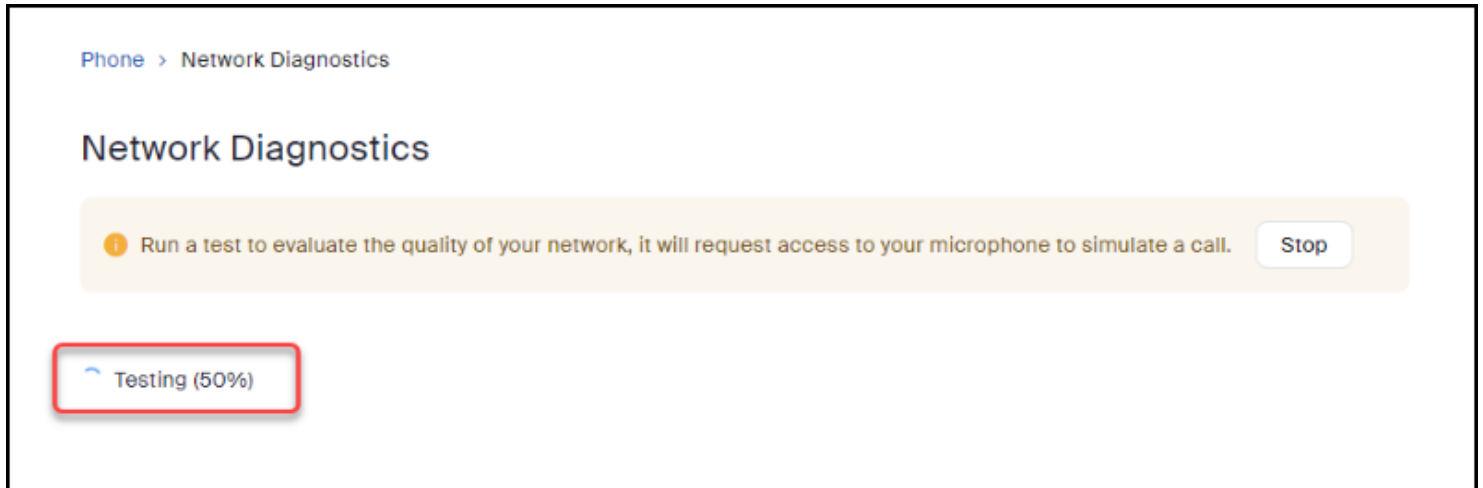 Phone > Network Diagnostics
Network Diagnostics
Run a test to evaluate the quality of your network, it will request access to your microphone to simulate a call. Stop
Testing (50%)